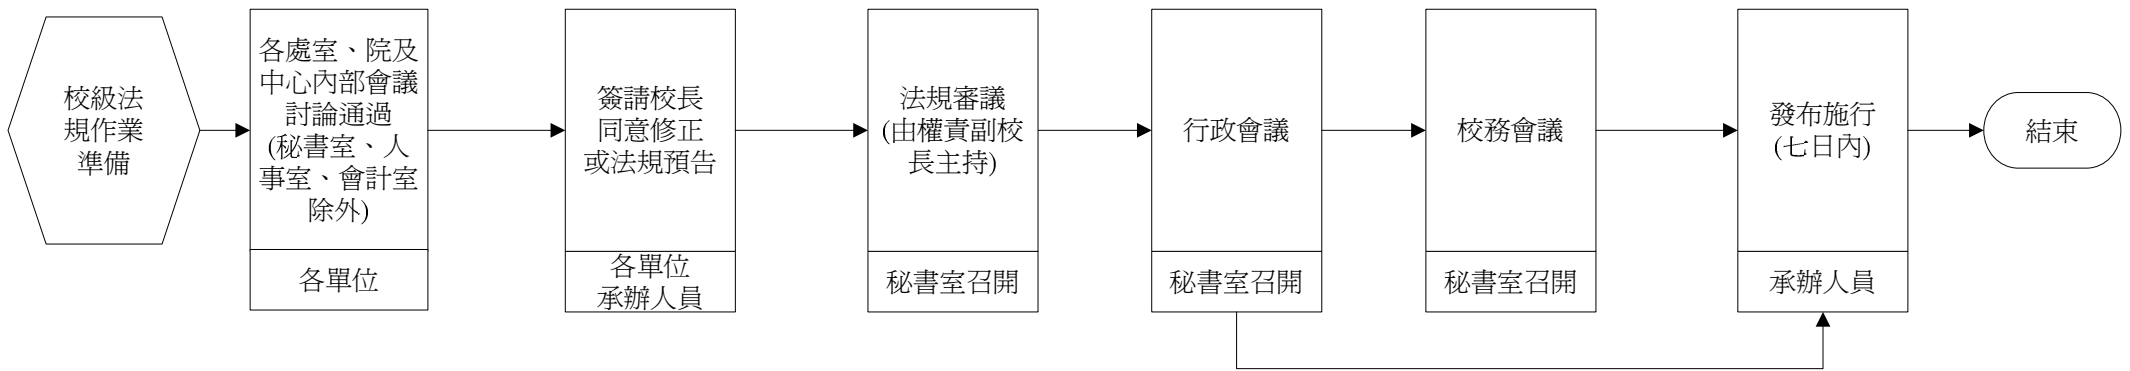 校級法
規作業
準備
各處室、院及
中心內部會議
討論通過
(秘書室、人
事室、會計室
除外)
各單位
簽請校長
同意修正
或法規預告
各單位
承辦人員
法規審議
(由權責副校
長主持)
秘書室召開
行政會議
秘書室召開
校務會議
秘書室召開
發布施行
(七日內)
承辦人員
結束